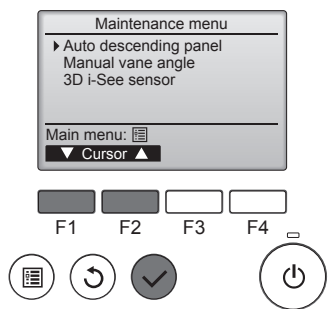 Maintenance menu
Auto descending panel
Manual vane angle
3D i-See sensor
Main menu:
▼ Cursor ▲
F1 F2 F3 F4